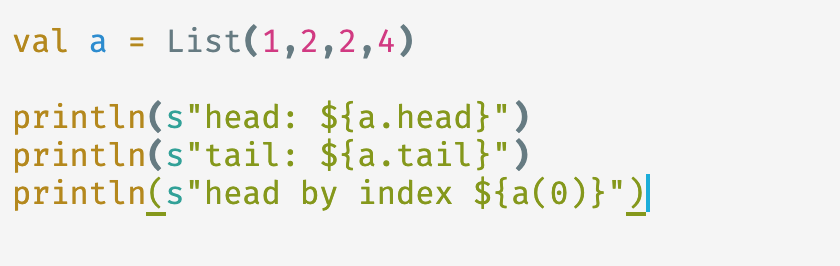 val a = List(1,2,2,4)
println(s"head: ${a.head}")
println(s"tail: ${a.tail}")
println(s"head by index ${a(0)}")